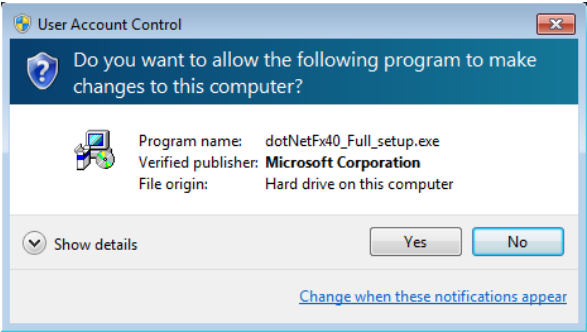 User Account Control
Do you want to allow the following program to make
changes to this computer?
Program name: dotNetFx40_Full_setup.exe
Verified publisher: Microsoft Corporation
File origin: Hard drive on this computer
Show details
Yes
No
Change when these notifications appear